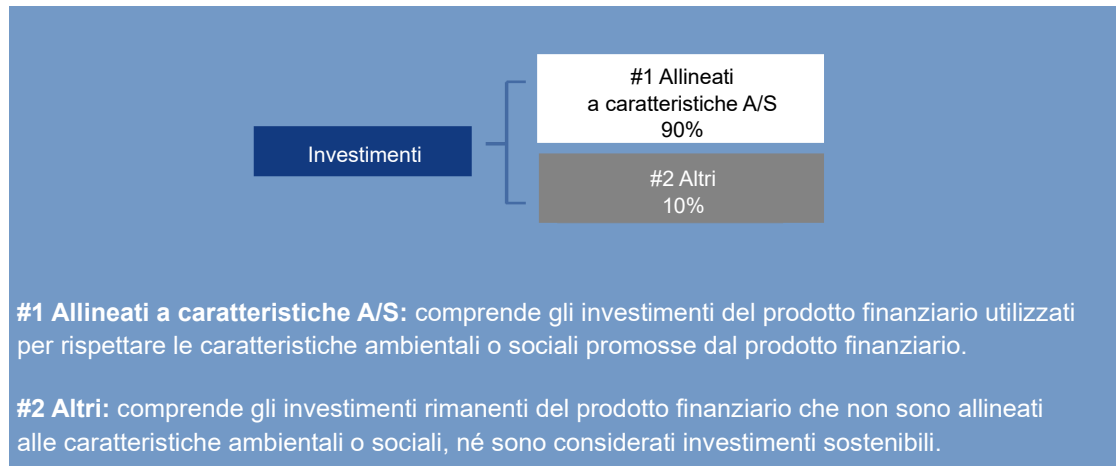 #1 Allineati
a caratteristiche A/S
90%
Investimenti
#2 Altri
10%
#1 Allineati a caratteristiche A/S: comprende gli investimenti del prodotto finanziario utilizzati
per rispettare le caratteristiche ambientali o sociali promosse dal prodotto finanziario.
#2 Altri: comprende gli investimenti rimanenti del prodotto finanziario che non sono allineati
alle caratteristiche ambientali o sociali, né sono considerati investimenti sostenibili.